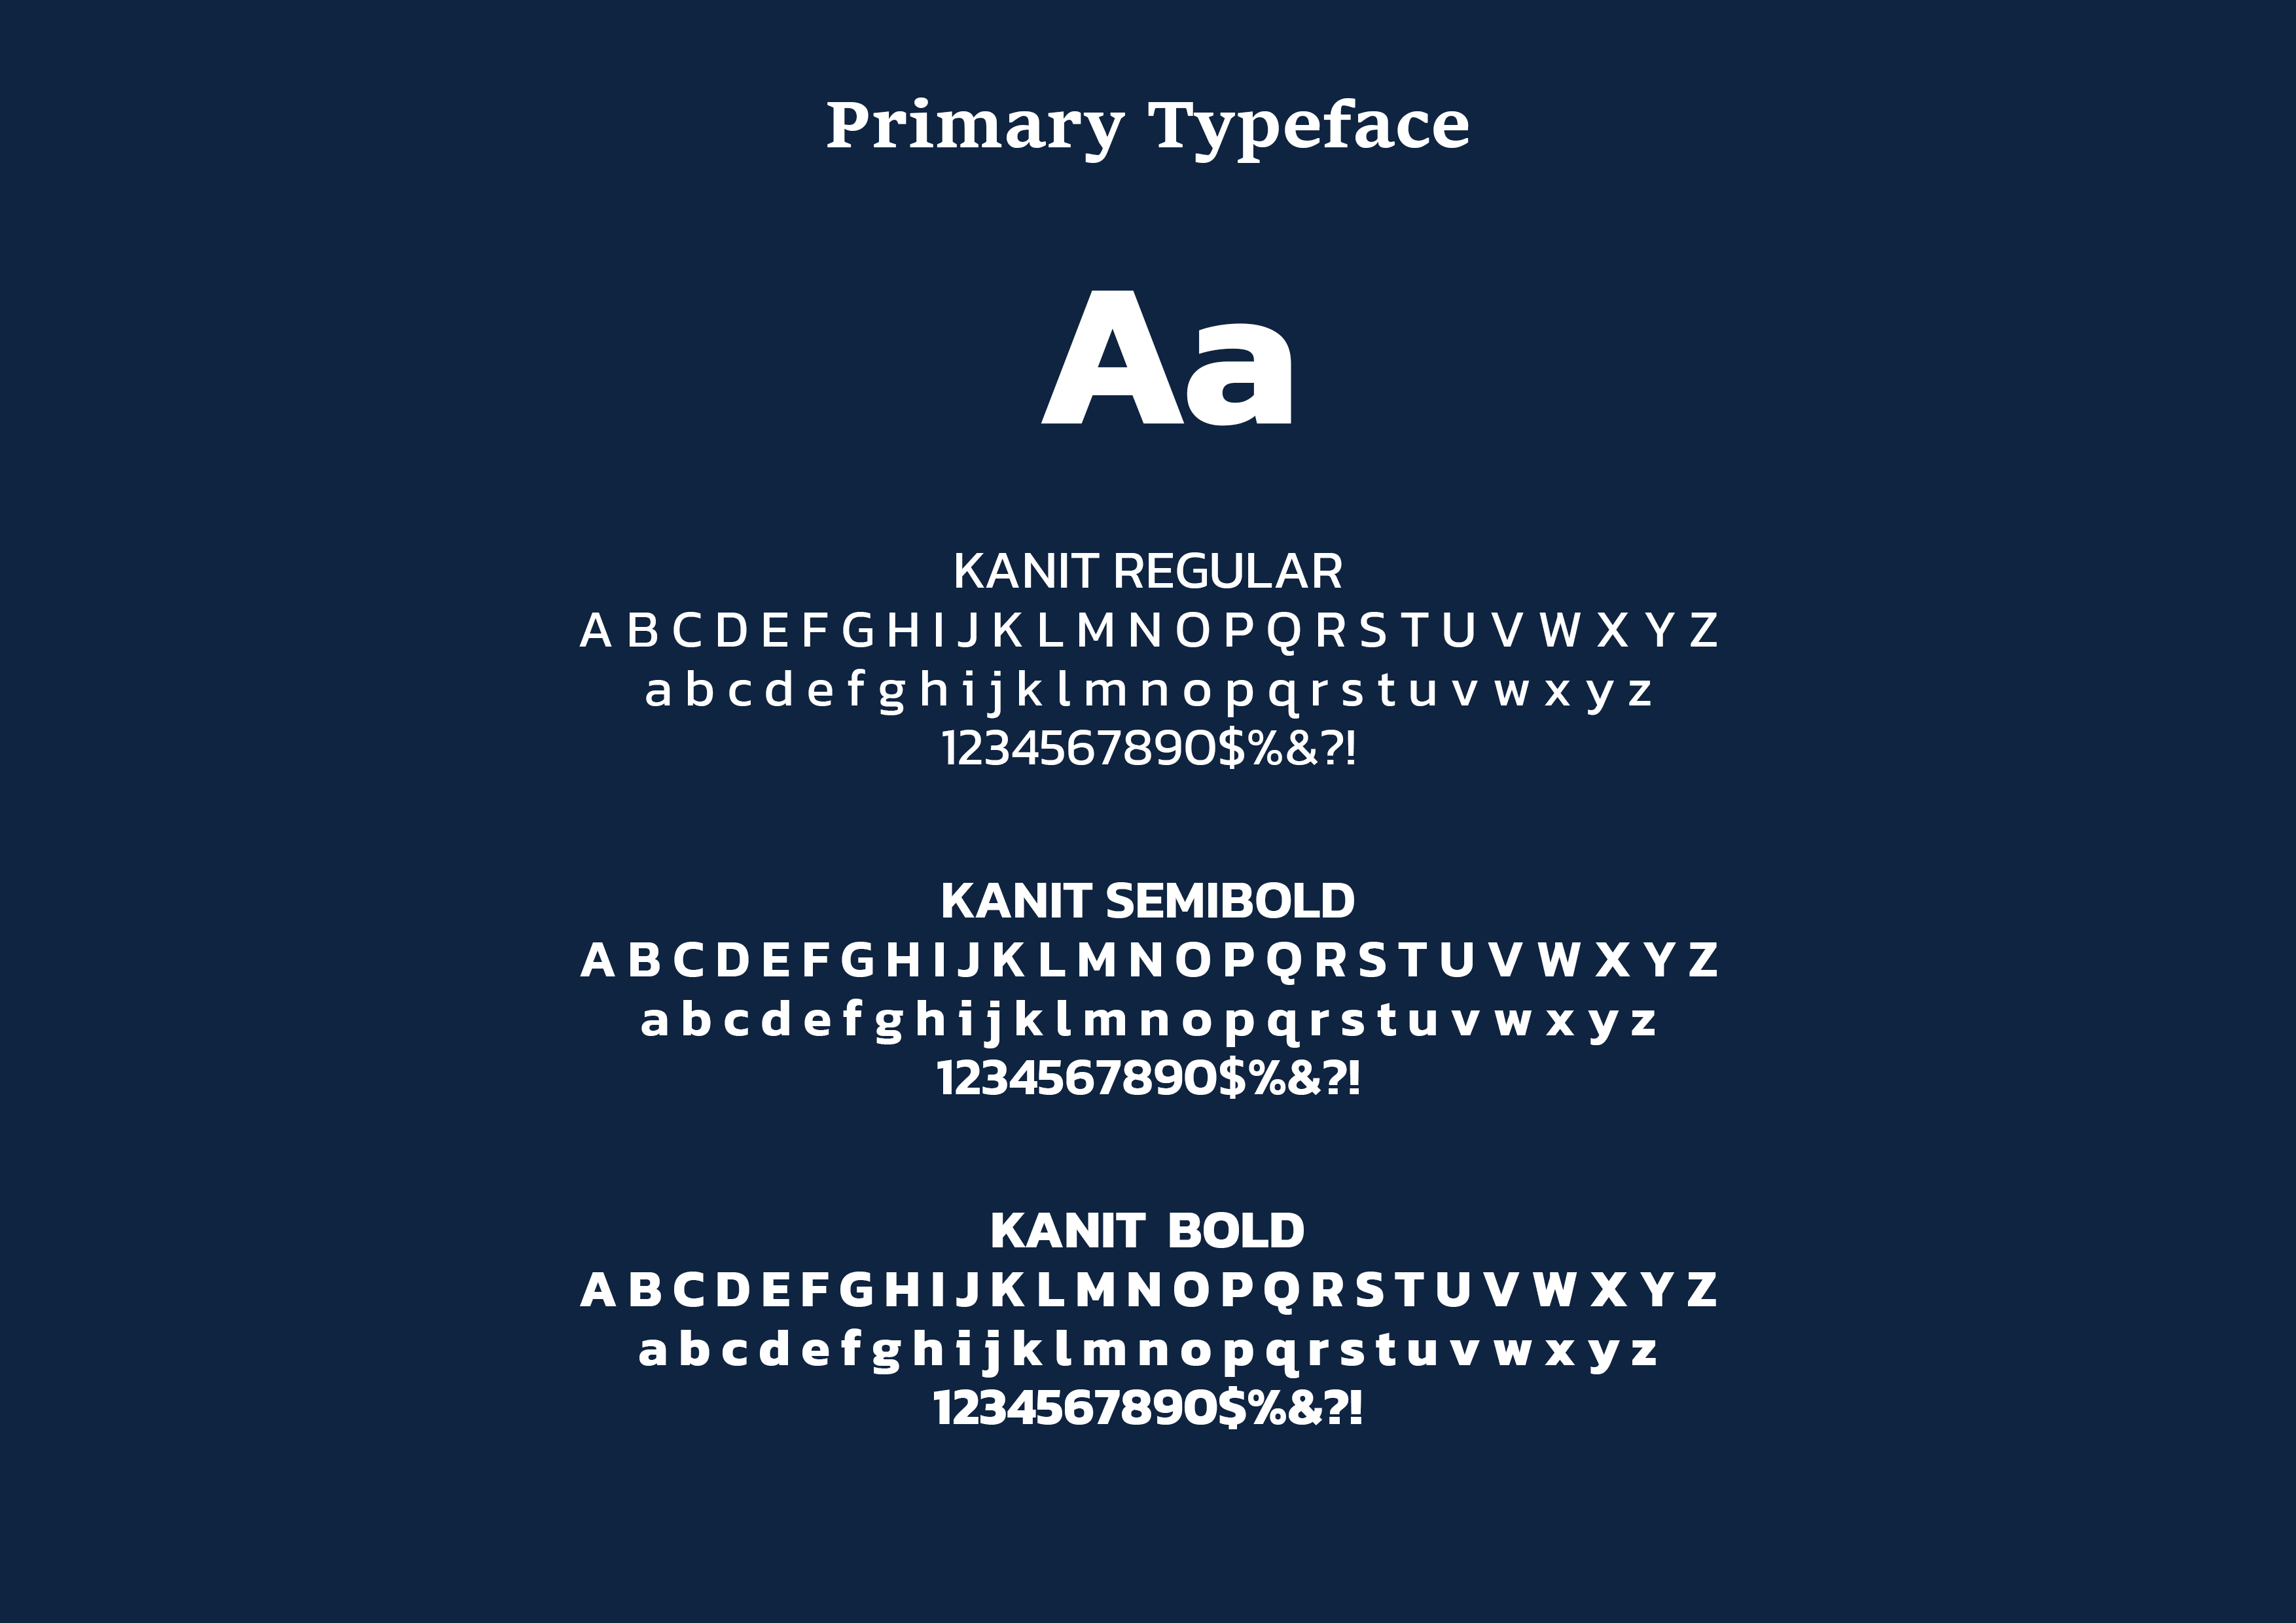 Primary Typeface
Aa
KANIT REGULAR
A B C D E F G H I J K L M N O P Q R S T U V W X Y Z
a b c d e f g h i j k l m n o p q r s t u v w x y z
1234567890$%&?!
KANIT SEMIBOLD
A B C D E F G H I J K L M N O P Q R S T U V W X Y Z
a b c d e f g h i j k l m n o p q r s t u v w x y z
1234567890$%&?!
KANIT BOLD
A B C D E F G H I J K L M N O P Q R S T U V W X Y Z
a b c d e f g h i j k l m n o p q r s t u v w x y z
1234567890$%&?!